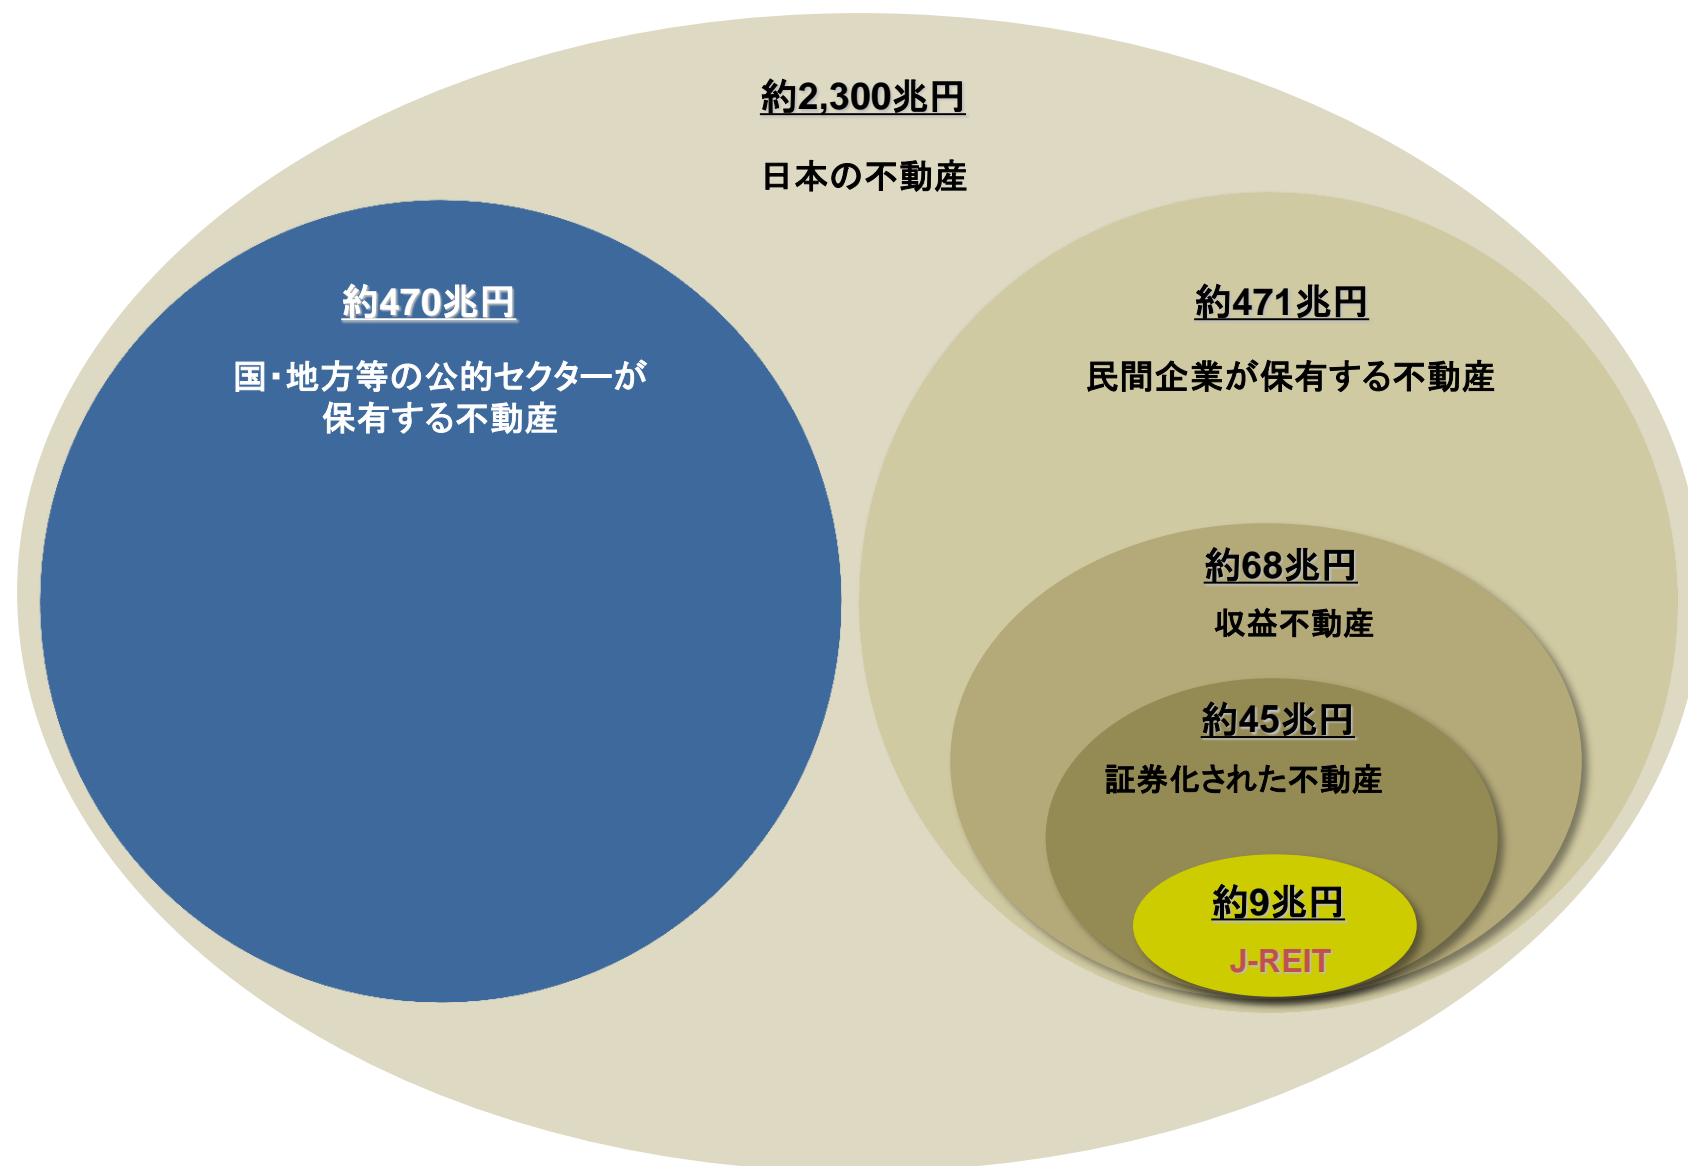 約2,300兆円
日本の不動産
約470兆円
国・地方等の公的セクターが
保有する不動産
約471兆円
民間企業が保有する不動産
約68兆円
収益不動産
約45兆円
証券化された不動産
約9兆円
J-REIT